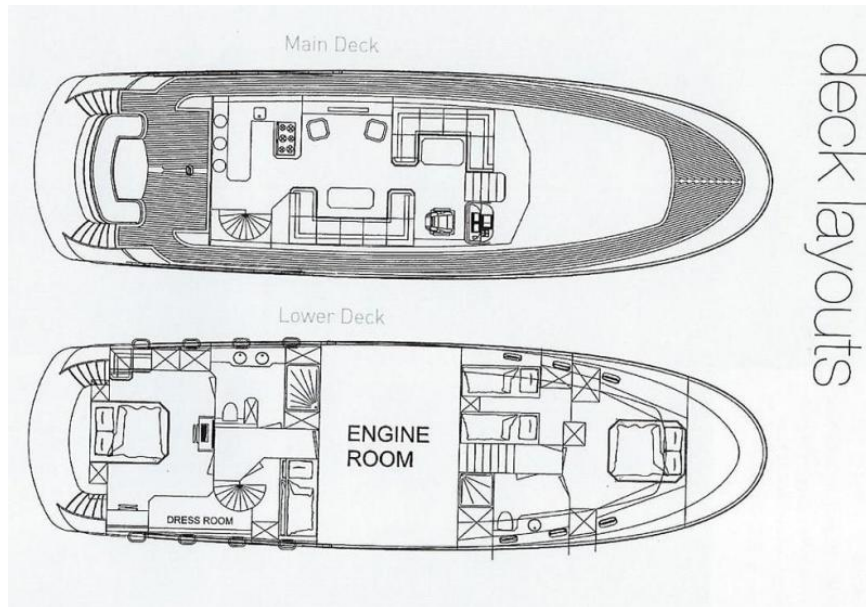 Main Deck
deck layouts
Lower Deck
ENGINE
ROOM
DRESS ROOM